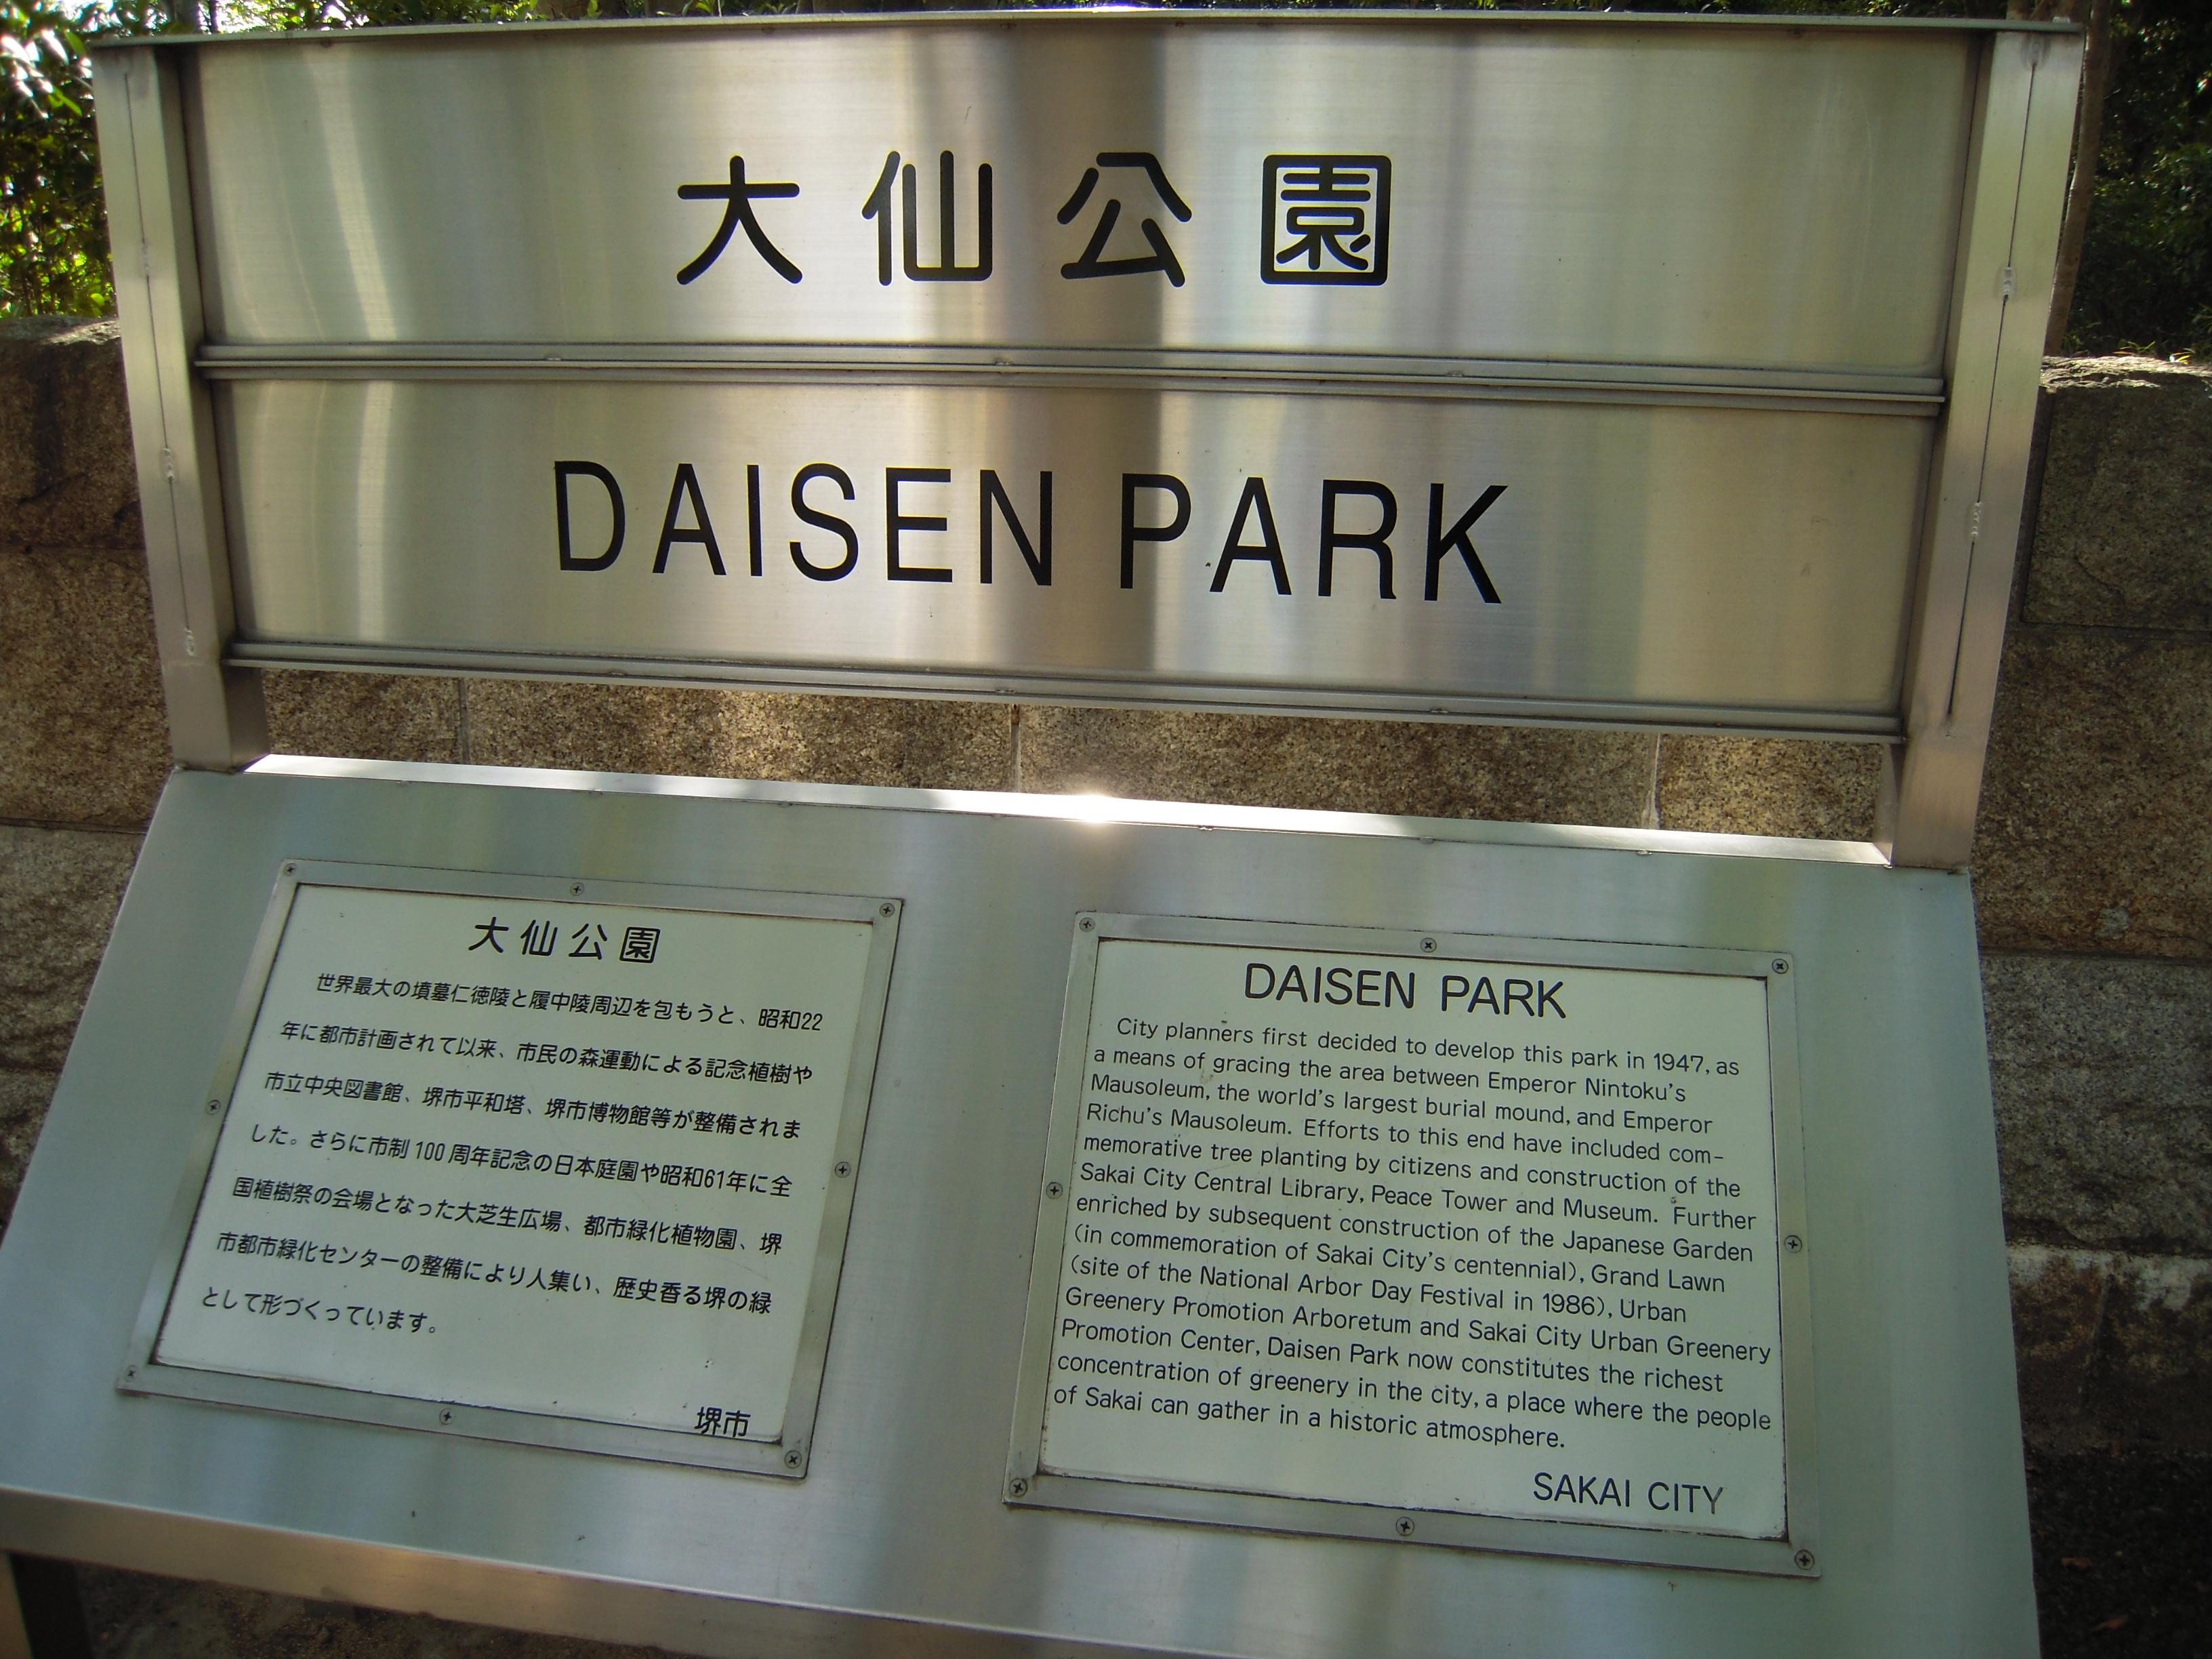 大仙公園
DAISEN PARK
大仙公園
世界最大の墳墓仁徳陵と履中陵周辺を包もうと、昭和22
年に都市計画されて以来、市民の森運動による記念植樹や
市立中央図書館、堺市平和塔、堺市博物館等が整備されま
した。さらに市制100周年記念の日本庭園や昭和61年に全
国植樹祭の会場となった大芝生広場、都市緑化植物園、堺
市都市緑化センターの整備により人集い、歴史香る堺の緑
として形づくっています。
堺市
DAISEN PARK
City planners first decided to develop this park in 1947, as
a means of gracing the area between Emperor Nintoku's
Mausoleum, the world's largest burial mound, and Emperor
Richu's Mausoleum. Efforts to this end have included com-
memorative tree planting by citizens and construction of the
Sakai City Central Library, Peace Tower and Museum. Further
enriched by subsequent construction of the Japanese Garden
(in commemoration of Sakai City's centennial), Grand Lawn
(site of the National Arbor Day Festival in 1986), Urban
Greenery Promotion Arboretum and Sakai City Urban Greenery
Promotion Center, Daisen Park now constitutes the richest
concentration of greenery in the city, a place where the people
of Sakai can gather in a historic atmosphere.
SAKAI CITY